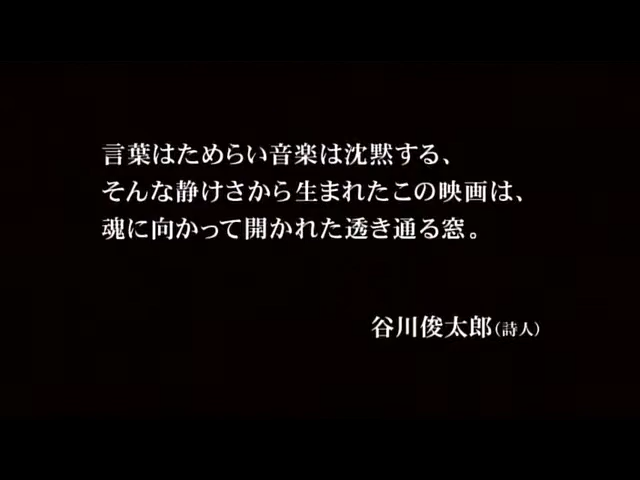 言葉はためらい音楽は沈黙する、
そんな静けさから生まれたこの映画は、
魂に向かって開かれた透き通る窓。
谷川俊太郎（詩人）